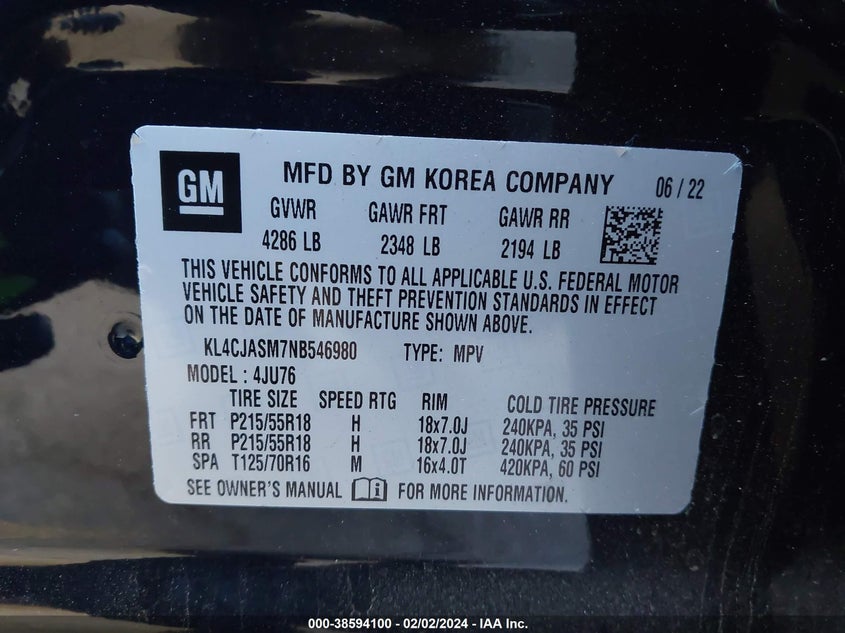 GM
MFD BY GM KOREA COMPANY 06 / 22
GVWR GAWR FRT GAWR RR
4286 LB 2348 LB 2194 LB
THIS VEHICLE CONFORMS TO ALL APPLICABLE U.S. FEDERAL MOTOR
VEHICLE SAFETY AND THEFT PREVENTION STANDARDS IN EFFECT
ON THE DATE OF MANUFACTURE SHOWN ABOVE.
KL4CJASM7NB546980 TYPE: MPV
MODEL : 4JU76
TIRE SIZE SPEED RTG RIM COLD TIRE PRESSURE
FRT P215/55R18 H 18x7.0J 240KPA, 35 PSI
RR P215/55R18 H 18x7.0J 240KPA, 35 PSI
SPA T125/70R16 M 16x4.0T 420KPA, 60 PSI
SEE OWNER'S MANUAL FOR MORE INFORMATION.
000-38594100 - 02/02/2024 - IAA Inc.